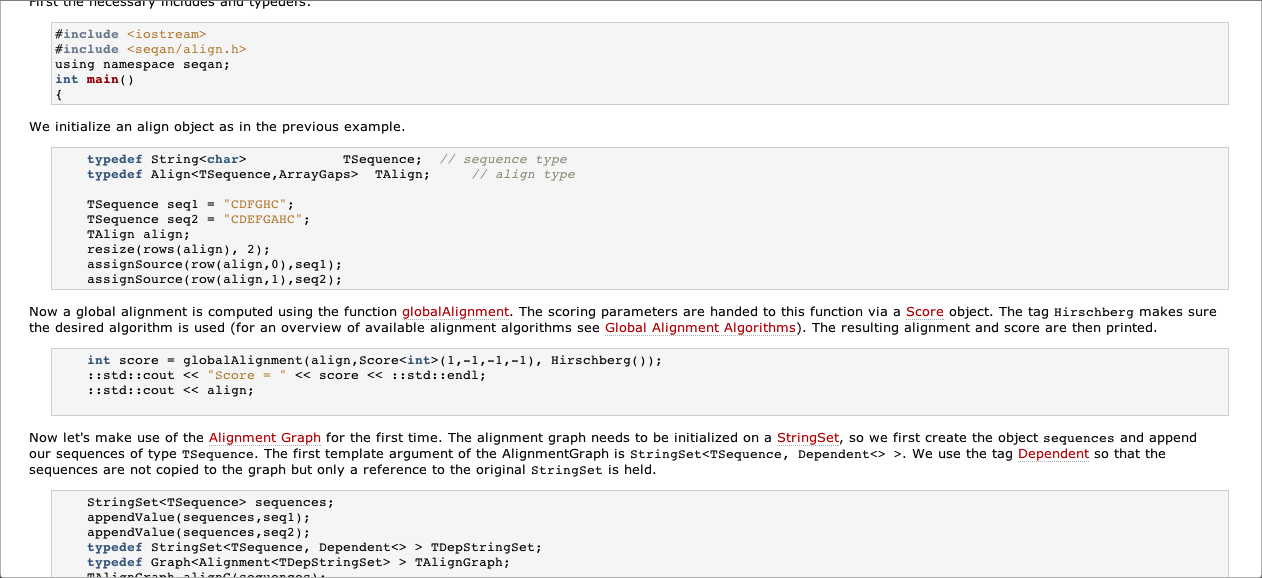 First the necessary includes and typedefs.
#include <iostream>
#include <seqan/align.h>
using namespace seqan;
int main()
{
We initialize an align object as in the previous example.
typedef String<char> TSequence; // sequence type
typedef Align<TSequence,ArrayGaps> TAlign; // align type
TSequence seq1 = "CDFGHC";
TSequence seq2 = "CDEFGAHC";
TAlign align;
resize(rows(align), 2);
assignSource(row(align,0),seq1);
assignSource(row(align,1),seq2);
Now a global alignment is computed using the function globalAlignment. The scoring parameters are handed to this function via a Score object. The tag Hirschberg makes sure
the desired algorithm is used (for an overview of available alignment algorithms see Global Alignment Algorithms). The resulting alignment and score are then printed.
int score = globalAlignment(align,Score<int>(1,-1,-1,-1), Hirschberg());
::std::cout << "Score = " << score << ::std::endl;
::std::cout << align;
Now let's make use of the Alignment Graph for the first time. The alignment graph needs to be initialized on a StringSet, so we first create the object sequences and append
our sequences of type TSequence. The first template argument of the AlignmentGraph is StringSet<TSequence, Dependent<> >. We use the tag Dependent so that the
sequences are not copied to the graph but only a reference to the original StringSet is held.
StringSet<TSequence> sequences;
appendValue(sequences,seq1);
appendValue(sequences,seq2);
typedef StringSet<TSequence, Dependent<> > TDepStringSet;
typedef Graph<Alignment<TDepStringSet> > TAlignGraph;
TAlignGraph alignG(sequences);